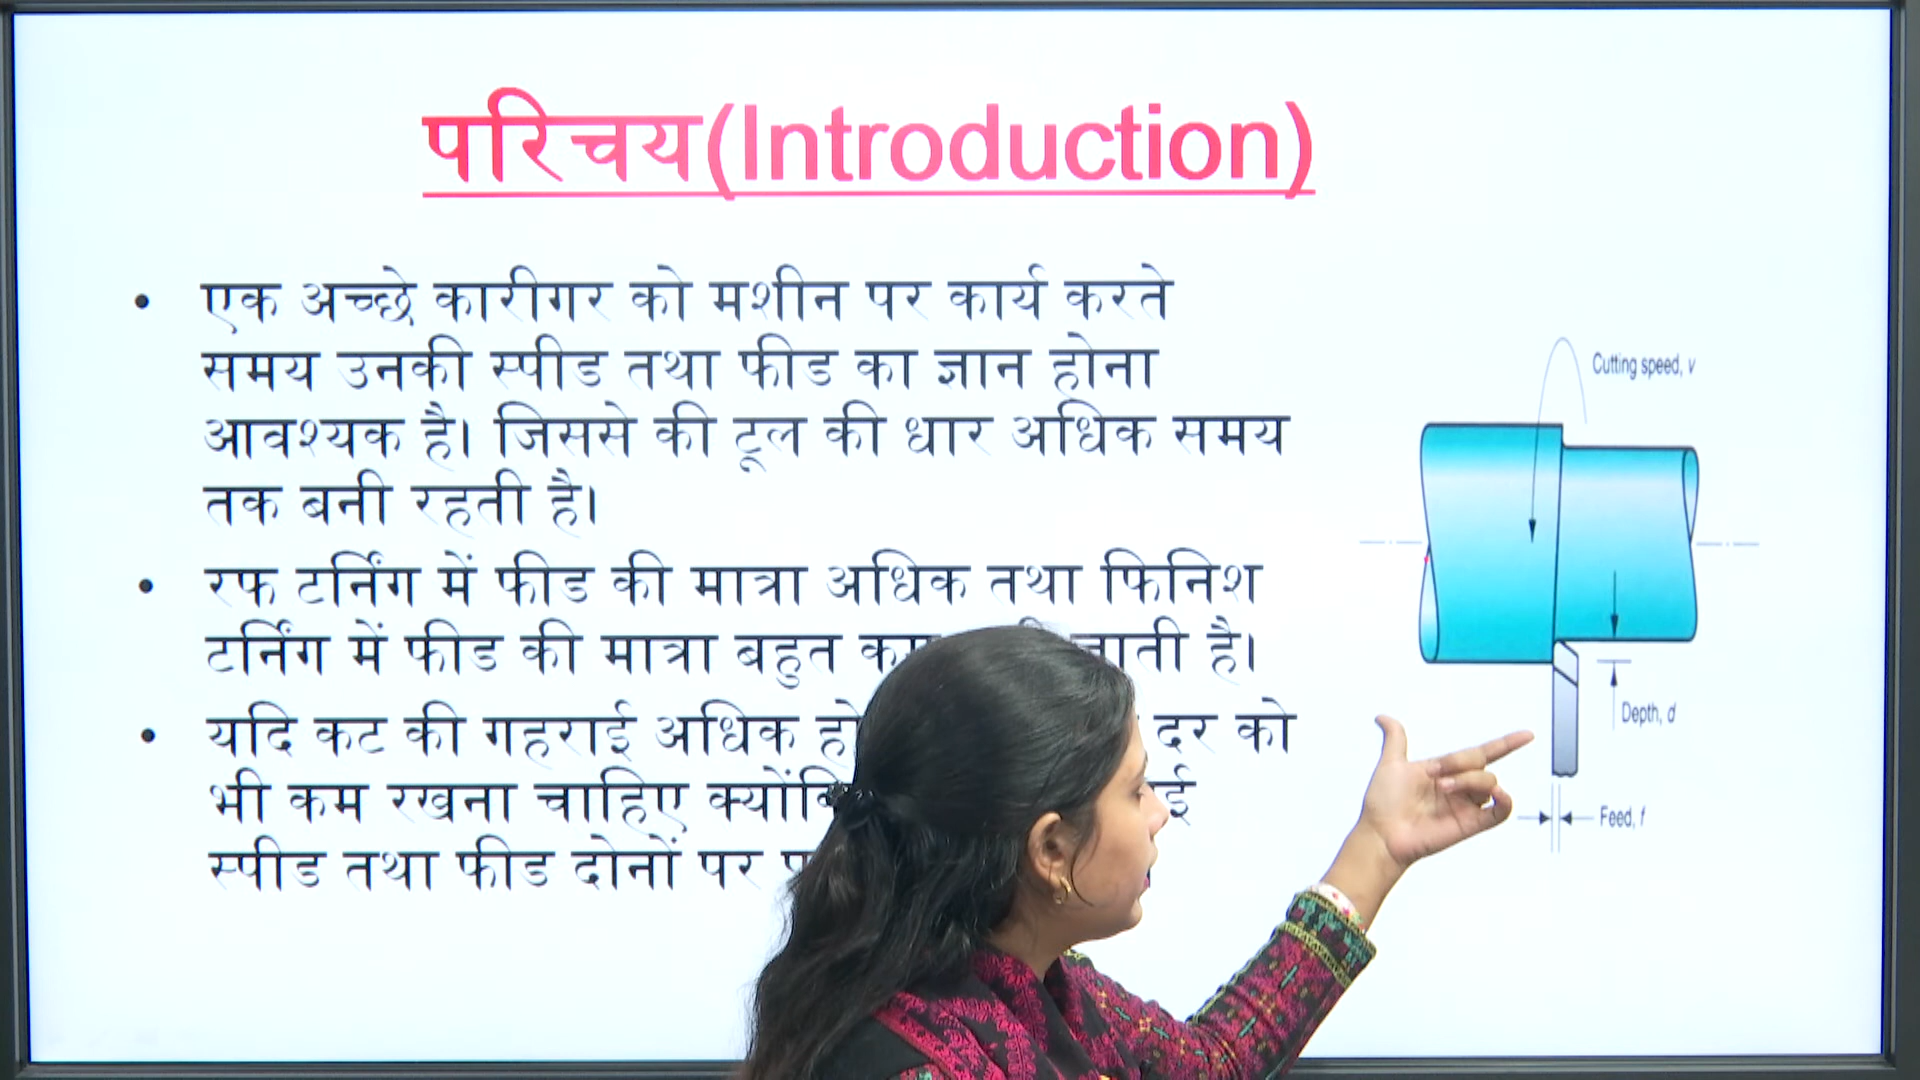 परिचय(Introduction)
• एक अच्छे कारीगर को मशीन पर कार्य करते
समय उनकी स्पीड तथा फीड का ज्ञान होना
आवश्यक है। जिससे की टूल की धार अधिक समय
तक बनी रहती है।
• रफ टर्निंग में फीड की मात्रा अधिक तथा फिनिश
टर्निंग में फीड की मात्रा बहुत है।
• यदि कट की गहराई अधिक दर को
भी कम रखना चाहिए
स्पीड तथा फीड दोनों पर
Cutting speed, v
Depth, d
Feed, f